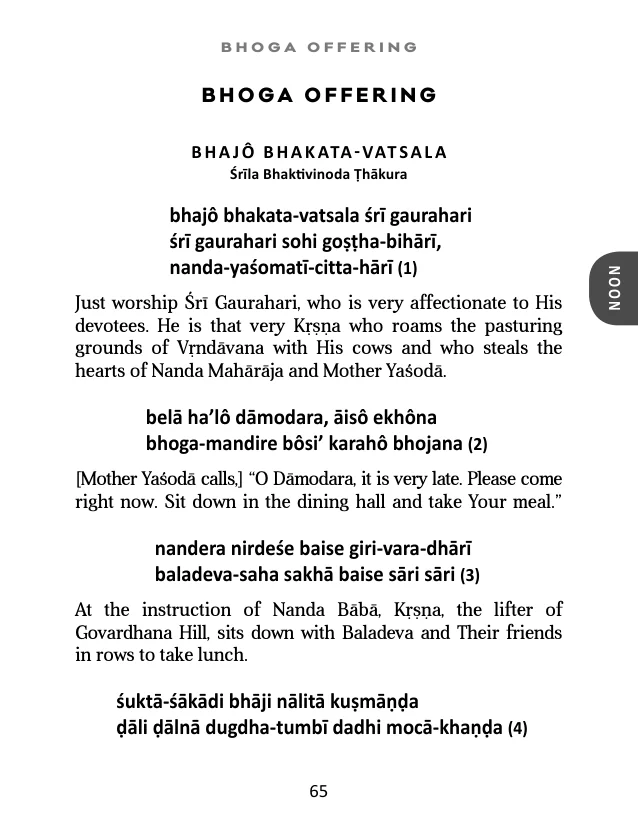 BHOGA OFFERING
BHOGA OFFERING
BHAJÔ BHAKATA-VATSALA
Śrīla Bhaktivinoda Ṭhākura
bhajô bhakata-vatsala śrī gaurahari
śrī gaurahari sohi goṣṭha-bihārī,
nanda-yaśomatī-citta-hārī (1)
Just worship Śrī Gaurahari, who is very affectionate to His
devotees. He is that very Kṛṣṇa who roams the pasturing
grounds of Vṛndāvana with His cows and who steals the
hearts of Nanda Mahārāja and Mother Yaśodā.
belā ha’lô dāmodara, āisô ekhôna
bhoga-mandire bôsi’ karahô bhojana (2)
[Mother Yaśodā calls,] “O Dāmodara, it is very late. Please come
right now. Sit down in the dining hall and take Your meal.”
nandera nirdeśe baise giri-vara-dhārī
baladeva-saha sakhā baise sāri sāri (3)
At the instruction of Nanda Bābā, Kṛṣṇa, the lifter of
Govardhana Hill, sits down with Baladeva and Their friends
in rows to take lunch.
śuktā-śākādi bhāji nālitā kuṣmāṇḍa
ḍāli ḍālnā dugdha-tumbī dadhi mocā-khaṇḍa (4)
NOON
65